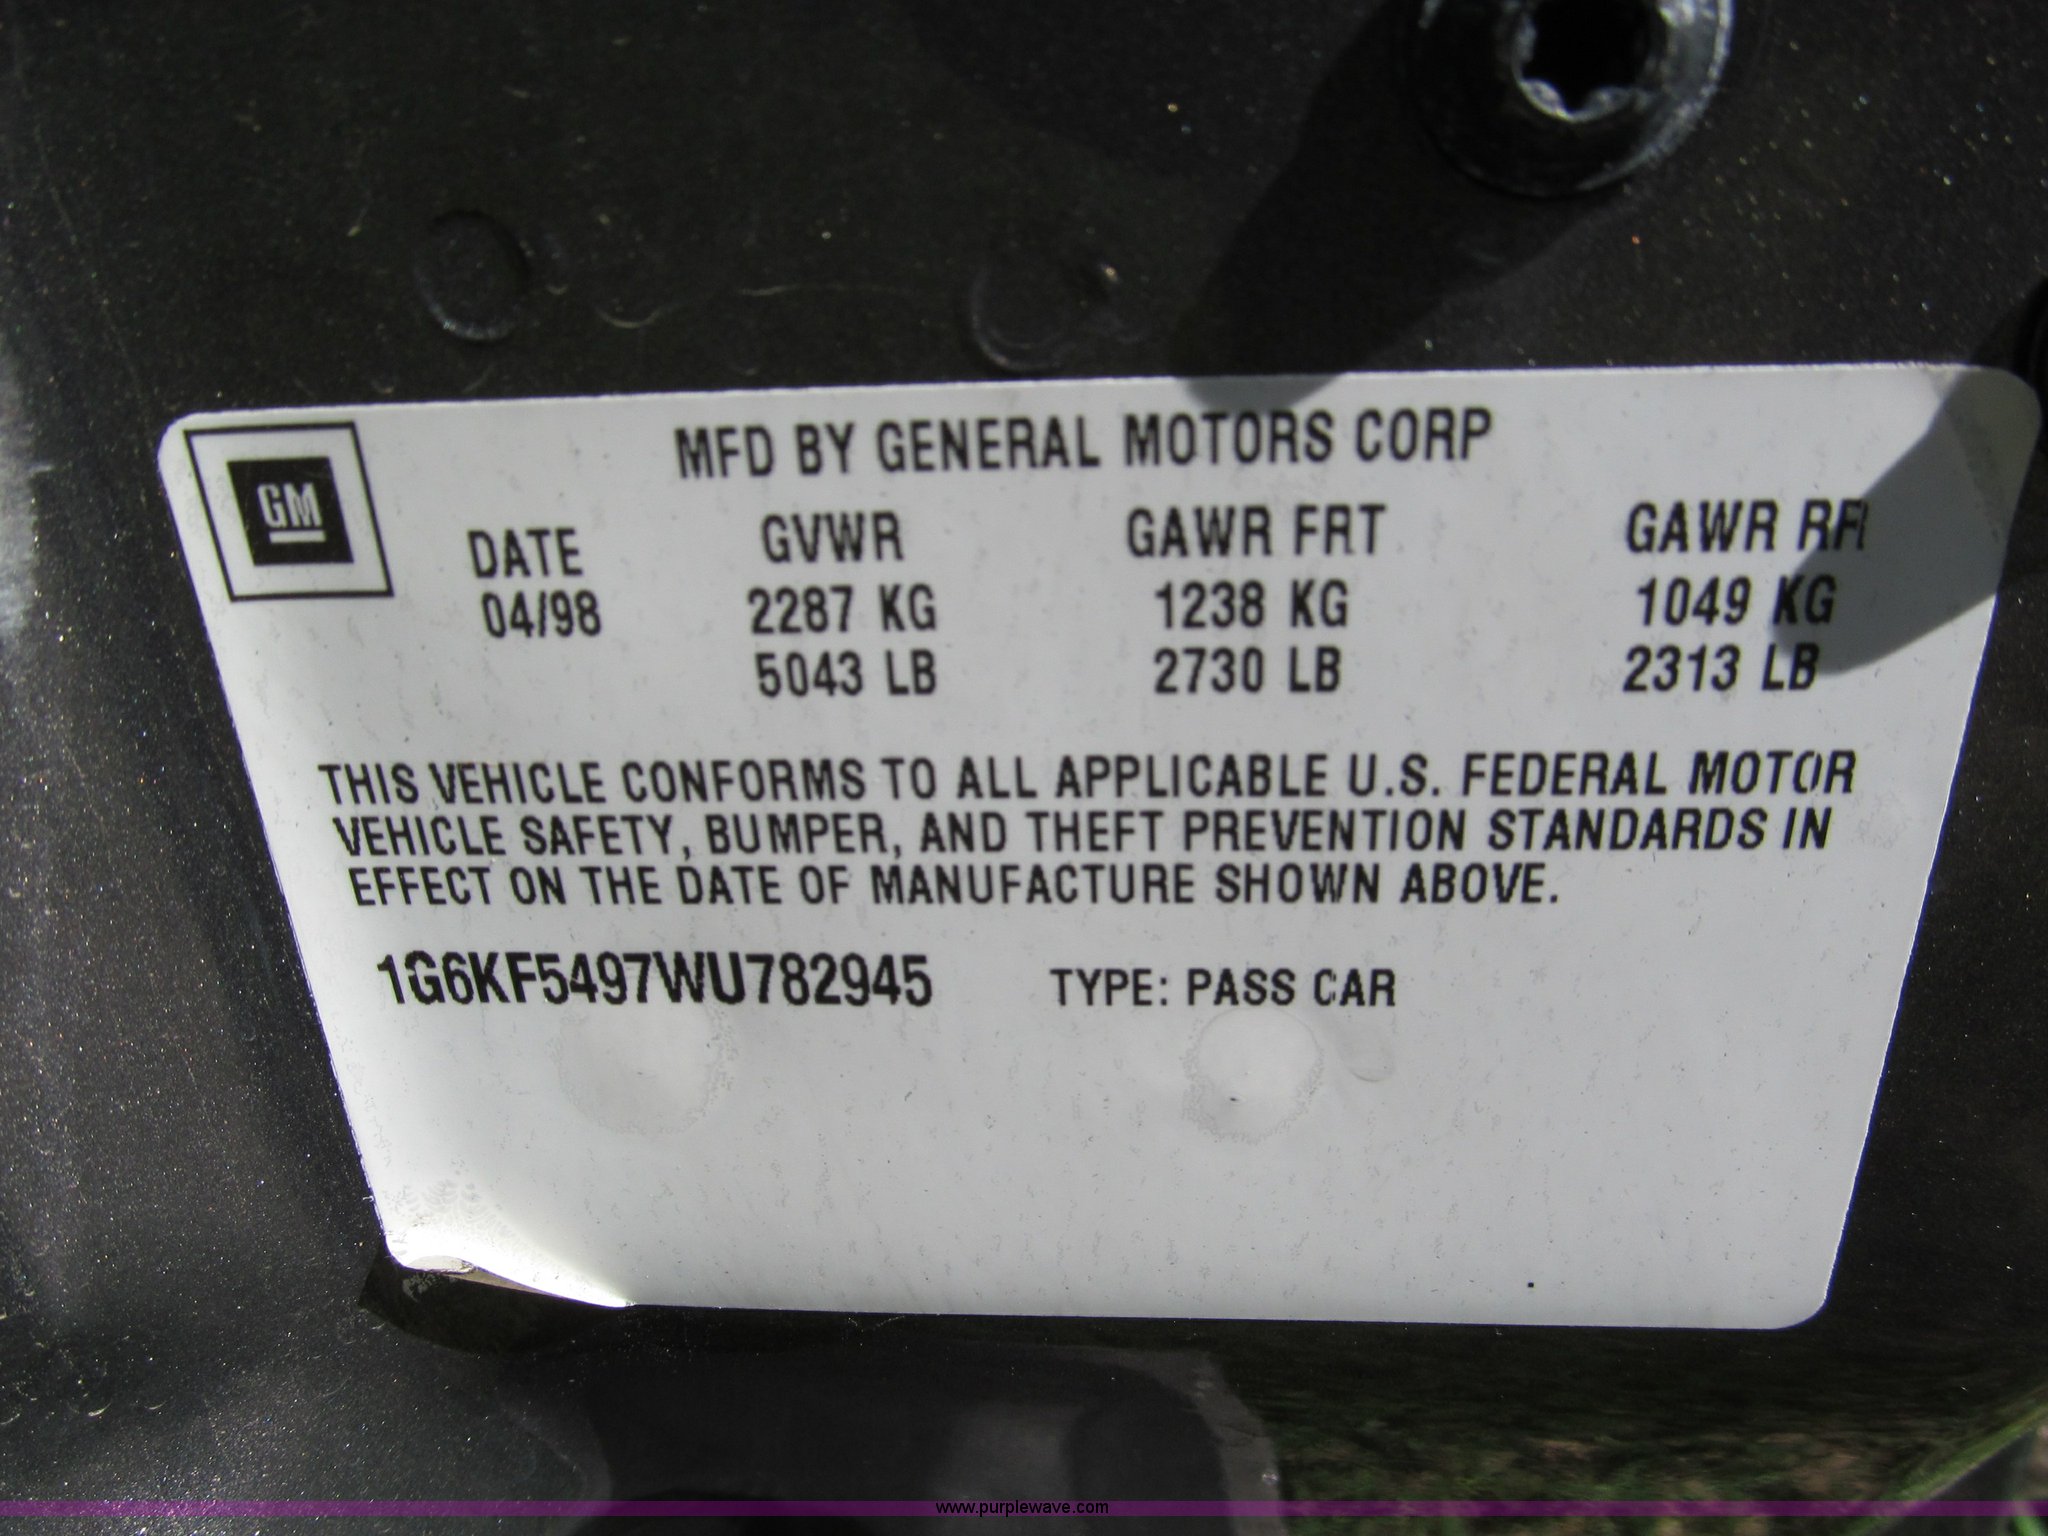 MFD BY GENERAL MOTORS CORP
GM
DATE GVWR GAWR FRT GAWR RR
04/98 2287 KG 1238 KG 1049 KG
5043 LB 2730 LB 2313 LB
THIS VEHICLE CONFORMS TO ALL APPLICABLE U.S. FEDERAL MOTOR
VEHICLE SAFETY, BUMPER, AND THEFT PREVENTION STANDARDS IN
EFFECT ON THE DATE OF MANUFACTURE SHOWN ABOVE.
1G6KF5497WU782945 TYPE: PASS CAR
www.purplewave.com